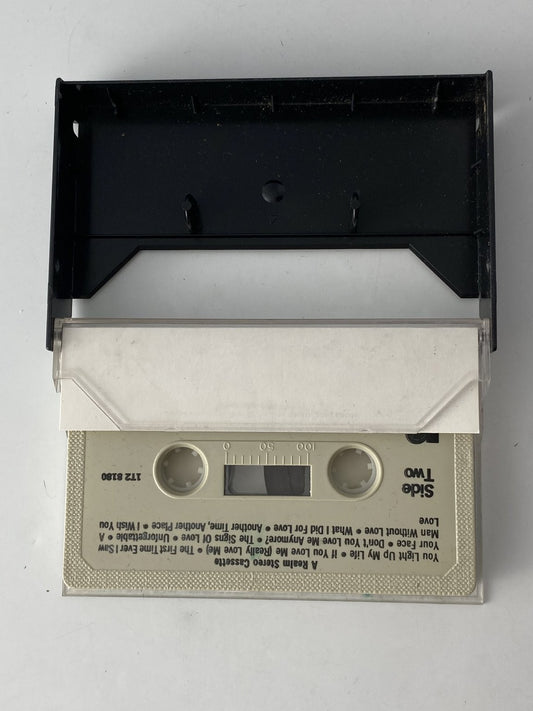 A Realm Stereo Cassette
You Light Up My Life • If You Love Me (Really Love Me) • The First Time Ever I Saw
Your Face • Don't You Love Me Anymore? • The Signs Of Love • Unforgettable • A
Man Without Love • What I Did For Love • Another Time, Another Place • I Wish You
Love
Side
Two
1T2 8180
0 50 100